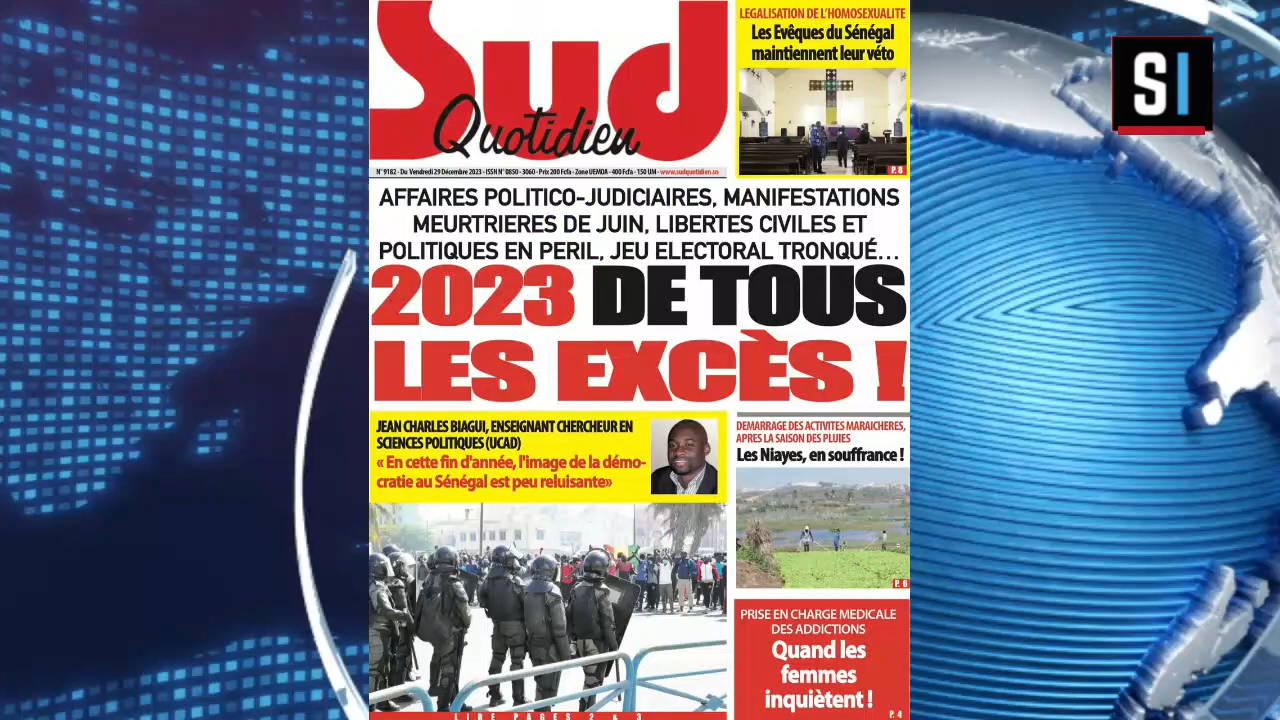 Sud
Quotidien
N° 9182 - Du Vendredi 29 Décembre 2023 - ISSN N° 0850 - 3060 - Prix 200 Fcfa - Zone UEMOA - 400 Fcfa - 150 UM - www.sudquotidien.sn
LEGALISATION DE L'HOMOSEXUALITE
Les Evêques du Sénégal
maintiennent leur véto
P. 8
SI
AFFAIRES POLITICO-JUDICIAIRES, MANIFESTATIONS
MEURTRIERES DE JUIN, LIBERTES CIVILES ET
POLITIQUES EN PERIL, JEU ELECTORAL TRONQUÉ...
2023 DE TOUS
LES EXCÈS !
JEAN CHARLES BIAGUI, ENSEIGNANT CHERCHEUR EN
SCIENCES POLITIQUES (UCAD)
« En cette fin d'année, l'image de la démo-
cratie au Sénégal est peu reluisante»
DEMARRAGE DES ACTIVITES MARAICHERES,
APRES LA SAISON DES PLUIES
Les Niayes, en souffrance !
P. 6
PRISE EN CHARGE MEDICALE
DES ADDICTIONS
Quand les
femmes
inquiètent !
P. 4
LIRE PAGES 2 & 3